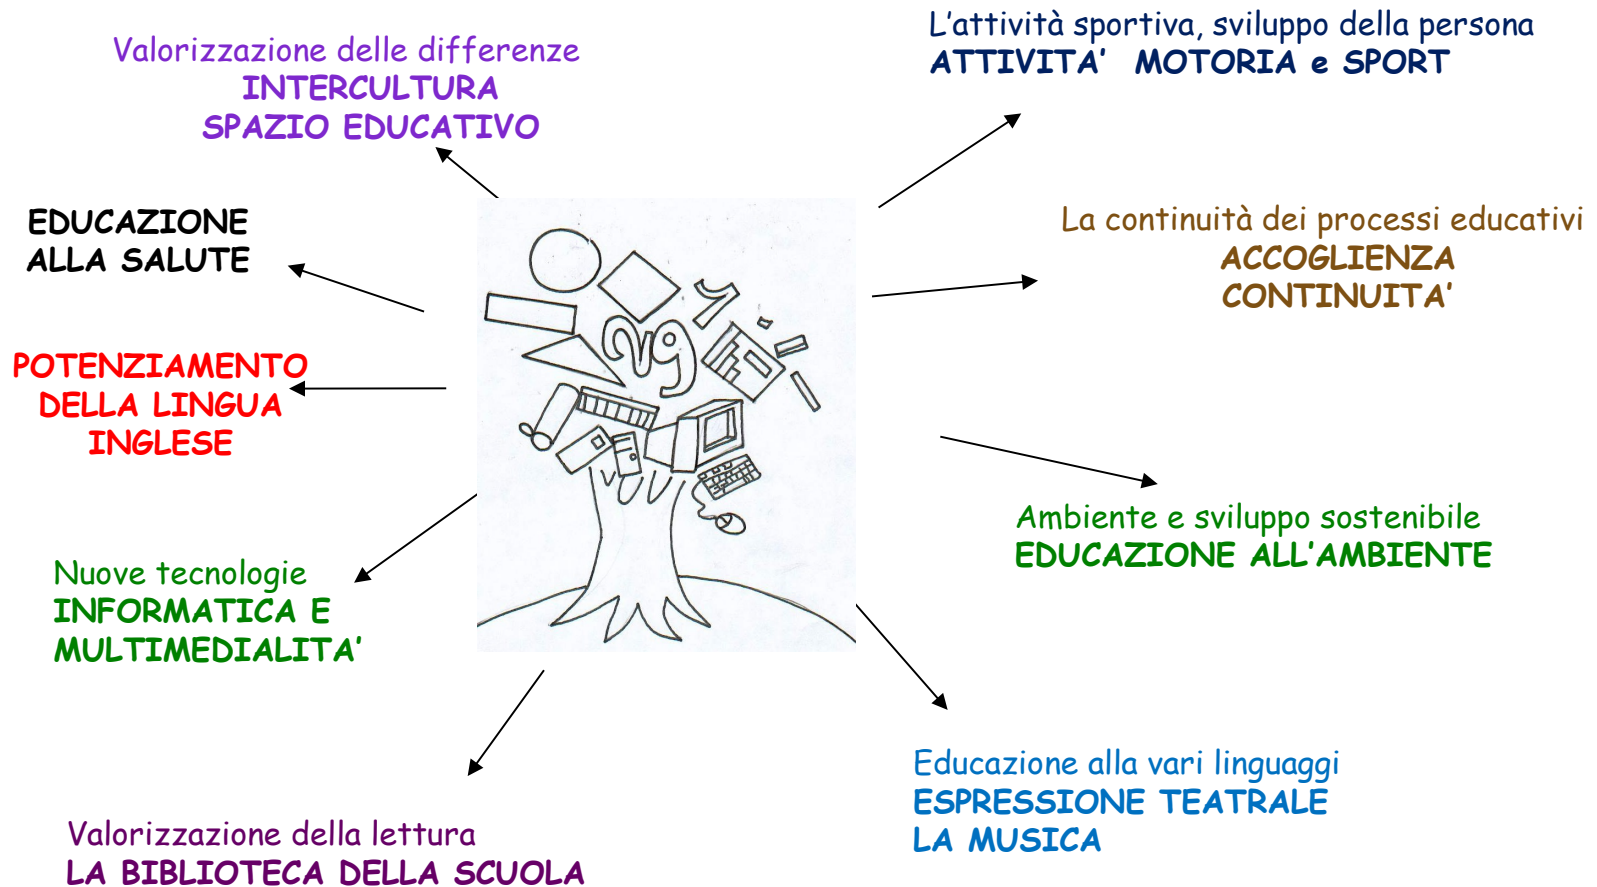 Valorizzazione delle differenze
INTERCULTURA
SPAZIO EDUCATIVO
L'attività sportiva, sviluppo della persona
ATTIVITA' MOTORIA e SPORT
EDUCAZIONE
ALLA SALUTE
La continuità dei processi educativi
ACCOGLIENZA
CONTINUITA'
POTENZIAMENTO
DELLA LINGUA
INGLESE
Ambiente e sviluppo sostenibile
EDUCAZIONE ALL'AMBIENTE
Nuove tecnologie
INFORMATICA E
MULTIMEDIALITA'
Educazione alla vari linguaggi
ESPRESSIONE TEATRALE
LA MUSICA
Valorizzazione della lettura
LA BIBLIOTECA DELLA SCUOLA